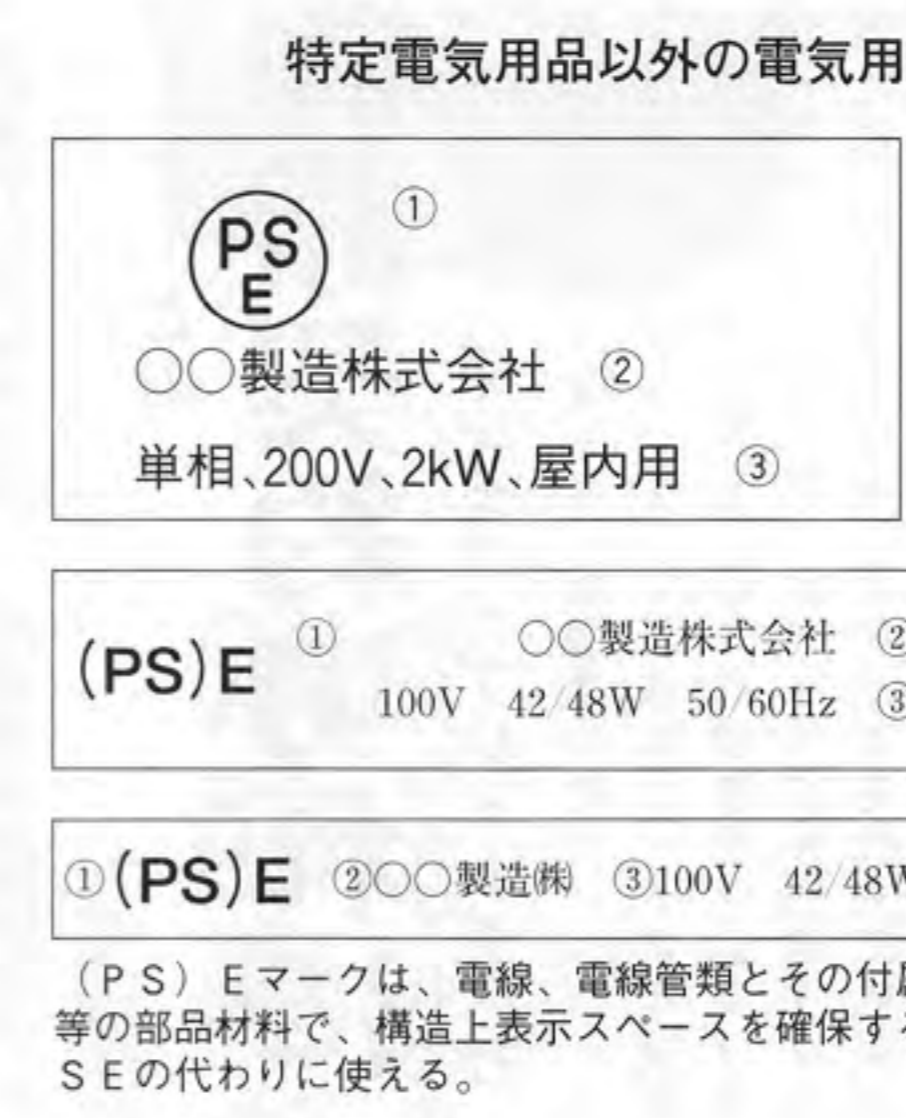 特定電気用品以外の電気用
PS
E
①
○○製造株式会社 ②
単相、200V、2kW、屋内用 ③
(PS)E ① ○○製造株式会社 ②
100V 42/48W 50/60Hz ③
①(PS)E ②○○製造㈱ ③100V 42/48W
(PS)Eマークは、電線、電線管類とその付属
等の部品材料で、構造上表示スペースを確保する
SEの代わりに使える。